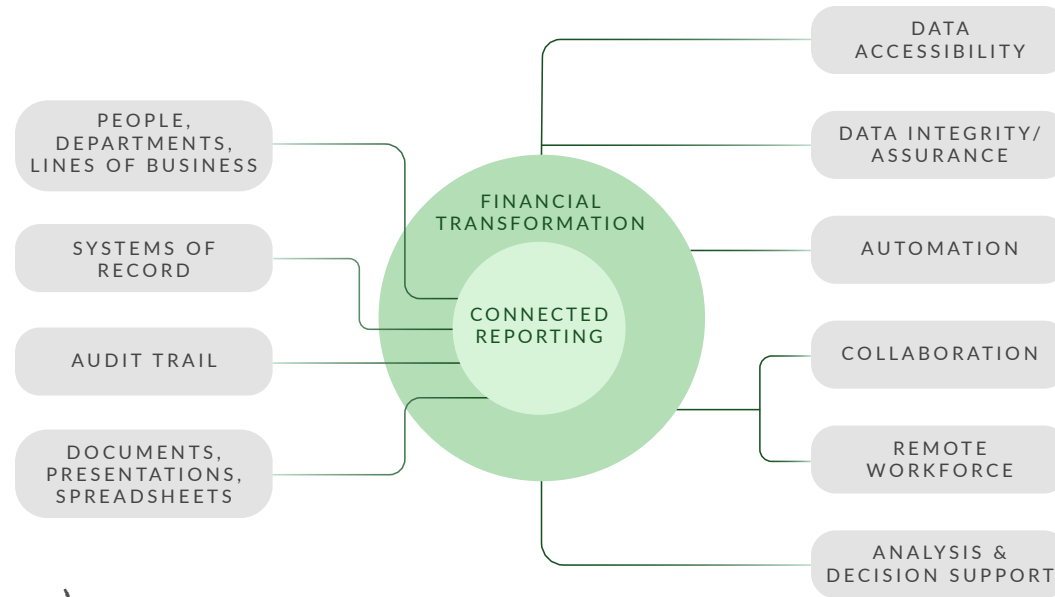 PEOPLE,
DEPARTMENTS,
LINES OF BUSINESS
SYSTEMS OF
RECORD
AUDIT TRAIL
DOCUMENTS,
PRESENTATIONS,
SPREADSHEETS
FINANCIAL
TRANSFORMATION
CONNECTED
REPORTING
DATA
ACCESSIBILITY
DATA INTEGRITY/
ASSURANCE
AUTOMATION
COLLABORATION
REMOTE
WORKFORCE
ANALYSIS &
DECISION SUPPORT